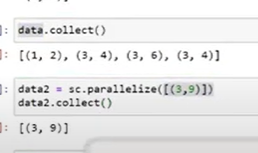 ]: data.collect()
]: [(1, 2), (3, 4), (3, 6), (3, 4)]
]: data2 = sc.parallelize([(3,9)])
data2.collect()
]: [(3, 9)]